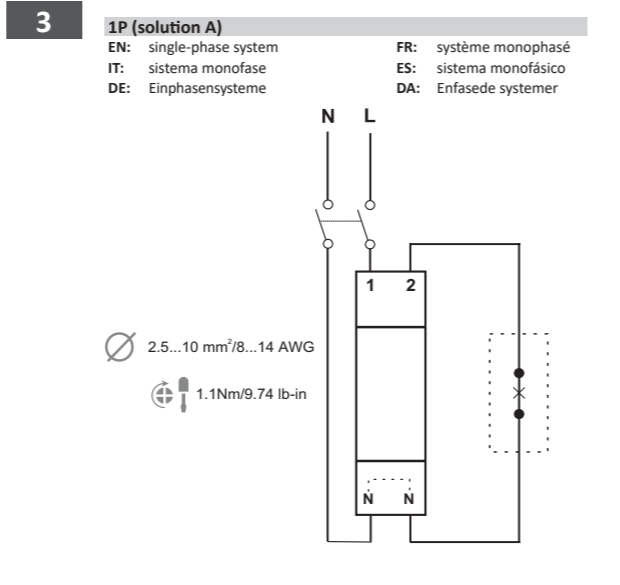 3
1P (solution A)
EN: single-phase system
FR: système monophasé
IT: sistema monofase
ES: sistema monofásico
DE: Einphasensysteme
DA: Enfasede systemer
N L
1 2
2.5...10 mm²/8...14 AWG
1.1Nm/9.74 lb-in
N N